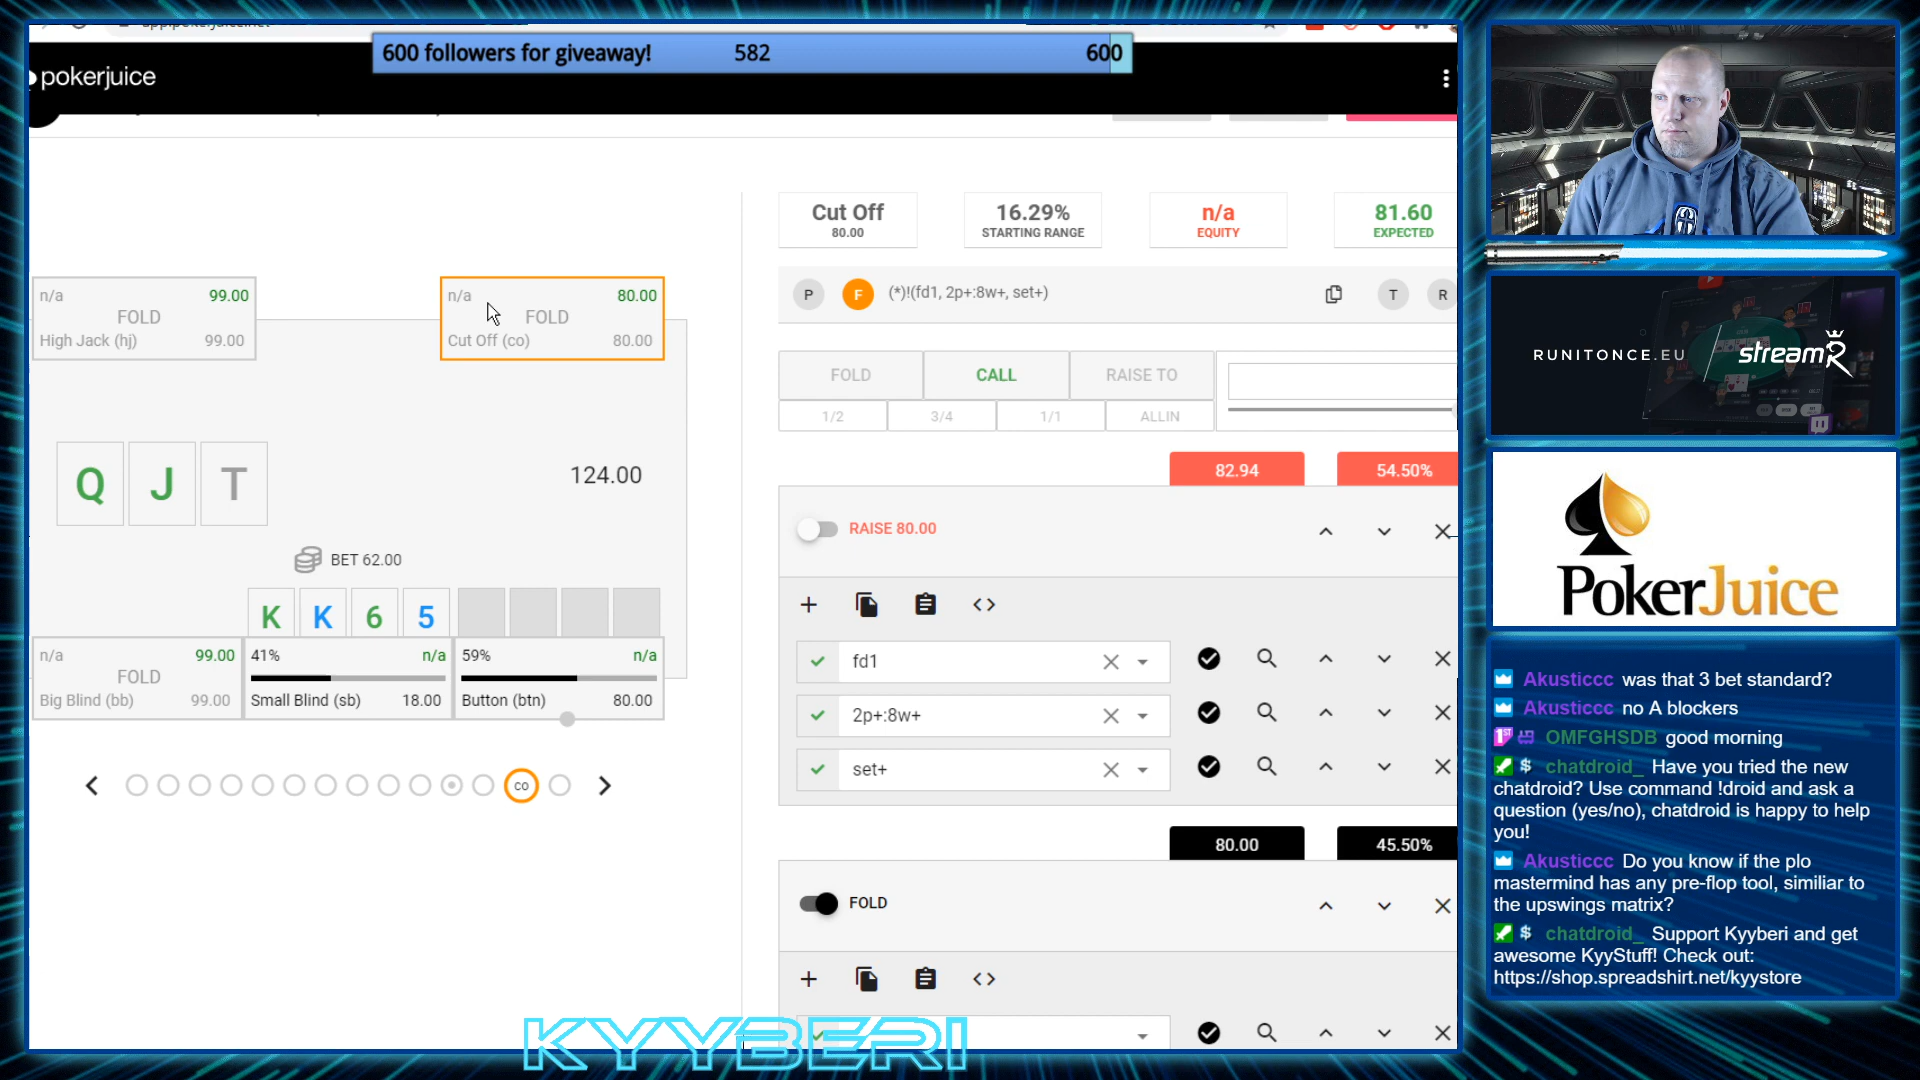 600 followers for giveaway! 582 600
pokerjuice
Cut Off
80.00
16.29%
STARTING RANGE
n/a
EQUITY
81.60
EXPECTED
P F (*)!(fd1, 2p+:8w+, set+) T R
n/a 99.00
FOLD
High Jack (hj) 99.00
n/a 80.00
FOLD
Cut Off (co) 80.00
FOLD CALL RAISE TO
1/2 3/4 1/1 ALLIN
Q J T
124.00
82.94 54.50%
RAISE 80.00
BET 62.00
K K 6 5
n/a 99.00
FOLD
Big Blind (bb) 99.00
41% n/a
Small Blind (sb) 18.00
59% n/a
Button (btn) 80.00
co
fd1
2p+:8w+
set+
80.00 45.50%
FOLD
KYYBERI
RUNITONCE.EU / streamR
PokerJuice
Akusticcc was that 3 bet standard?
Akusticcc no A blockers
1ST OMFGHSDB good morning
$ chatdroid_ Have you tried the new
chatdroid? Use command !droid and ask a
question (yes/no), chatdroid is happy to help
you!
Akusticcc Do you know if the plo
mastermind has any pre-flop tool, similiar to
the upswings matrix?
$ chatdroid_ Support Kyyberi and get
awesome KyyStuff! Check out:
https://shop.spreadshirt.net/kyystore